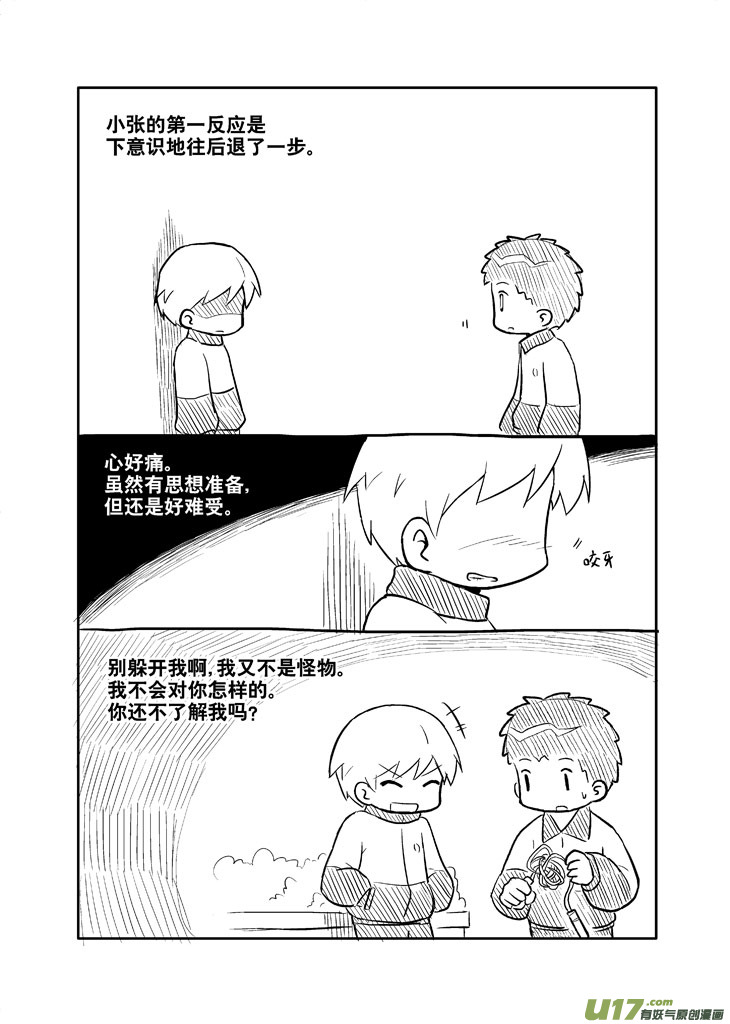 小张的第一反应是
下意识地往后退了一步。
心好痛。
虽然有思想准备，
但还是好难受。
咬牙
别躲开我啊，我又不是怪物。
我不会对你怎样的。
你还不了解我吗？
U17.com
有妖气原创漫画